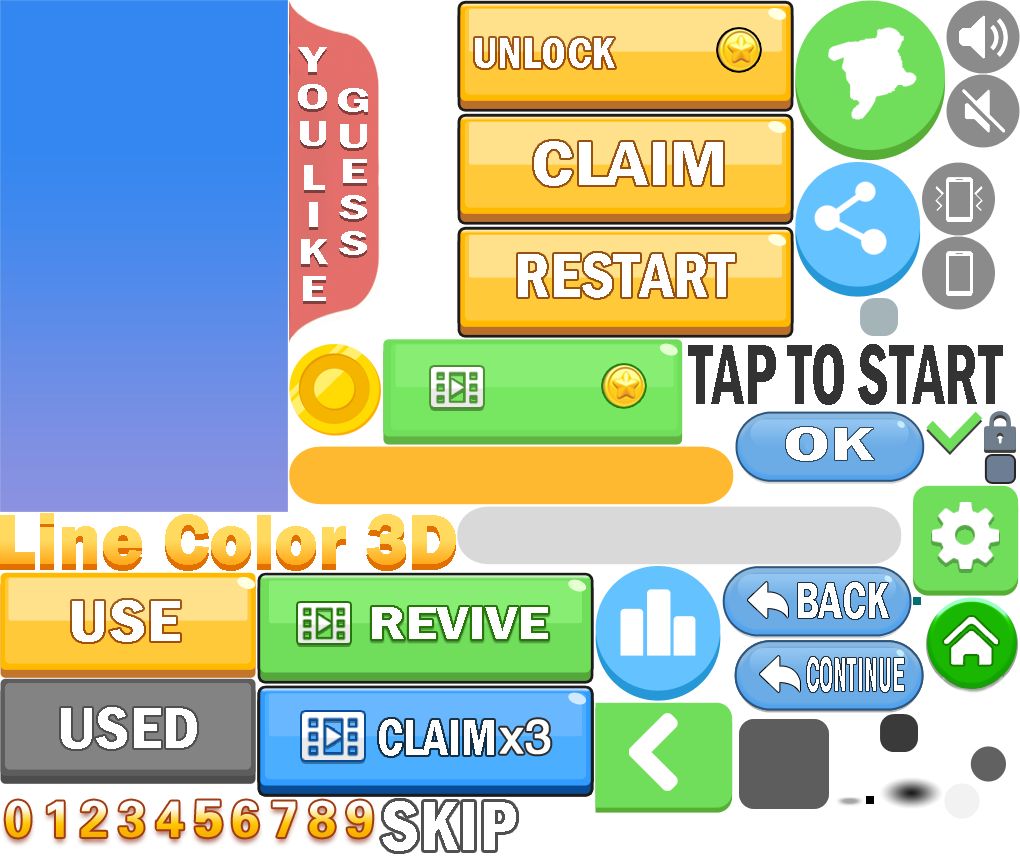 YOU LIKE
GUESS
UNLOCK
CLAIM
RESTART
TAP TO START
OK
Line Color 3D
USE
REVIVE
BACK
CONTINUE
USED
CLAIMx3
0123456789
SKIP